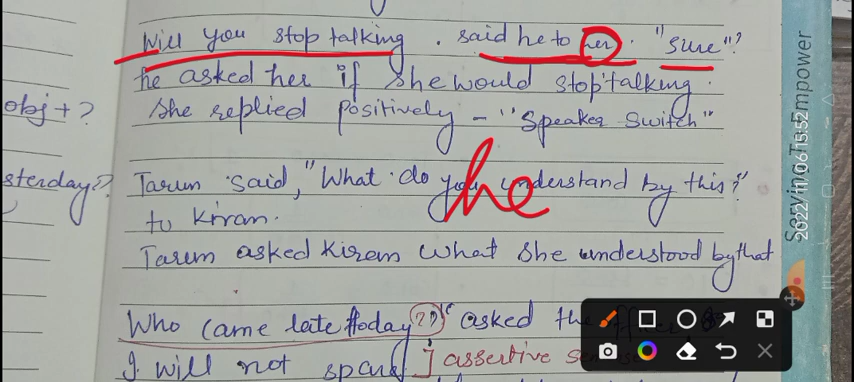 Will you stop talking . said he to her. "sure"?
he asked her if she would stop talking.
She replied positively - "Speaker Switch"
obj + ?
he
sterday??
Tarun said, "What do you understand by this?"
to Kiran.
Tarun asked Kiran what she understood by that
Who came late today?" asked the
I will not ] assertive
Serving To Empower
2022/11/06 15:52